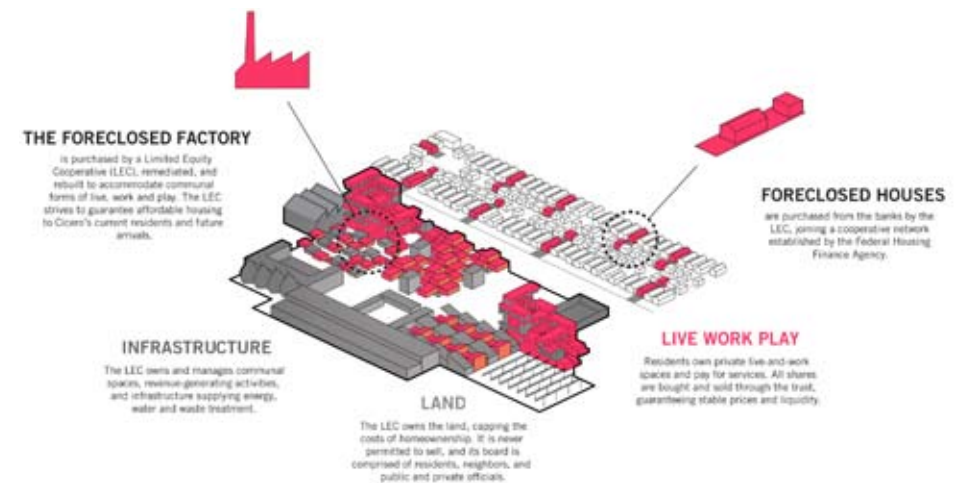 THE FORECLOSED FACTORY
is purchased by a Limited Equity
Cooperative (LEC), remediated, and
rebuilt to accommodate communal
forms of live, work and play. The LEC
strives to guarantee affordable housing
to Cicero's current residents and future
arrivals.
FORECLOSED HOUSES
are purchased from the banks by the
LEC, joining a cooperative network
established by the Federal Housing
Finance Agency.
INFRASTRUCTURE
The LEC owns and manages communal
spaces, revenue-generating activities,
and infrastructure supplying energy,
water and waste treatment.
LAND
The LEC owns the land, capping the
costs of homeownership. It is never
permitted to sell, and its board is
comprised of residents, neighbors, and
public and private officials.
LIVE WORK PLAY
Residents own private live-and-work
spaces and pay for services. All shares
are bought and sold through the trust,
guaranteeing stable prices and liquidity.